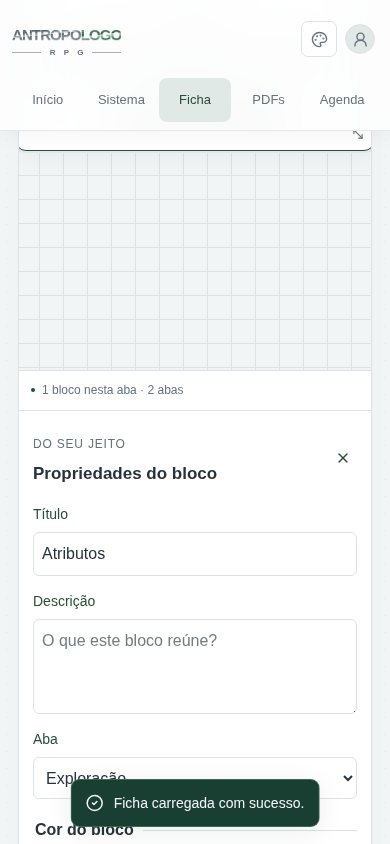 ANTROPOLOGO
RPG
Início Sistema Ficha PDFs Agenda
1 bloco nesta aba · 2 abas
DO SEU JEITO
Propriedades do bloco
Título
Atributos
Descrição
O que este bloco reúne?
Aba
Exploração
Ficha carregada com sucesso.
Cor do bloco